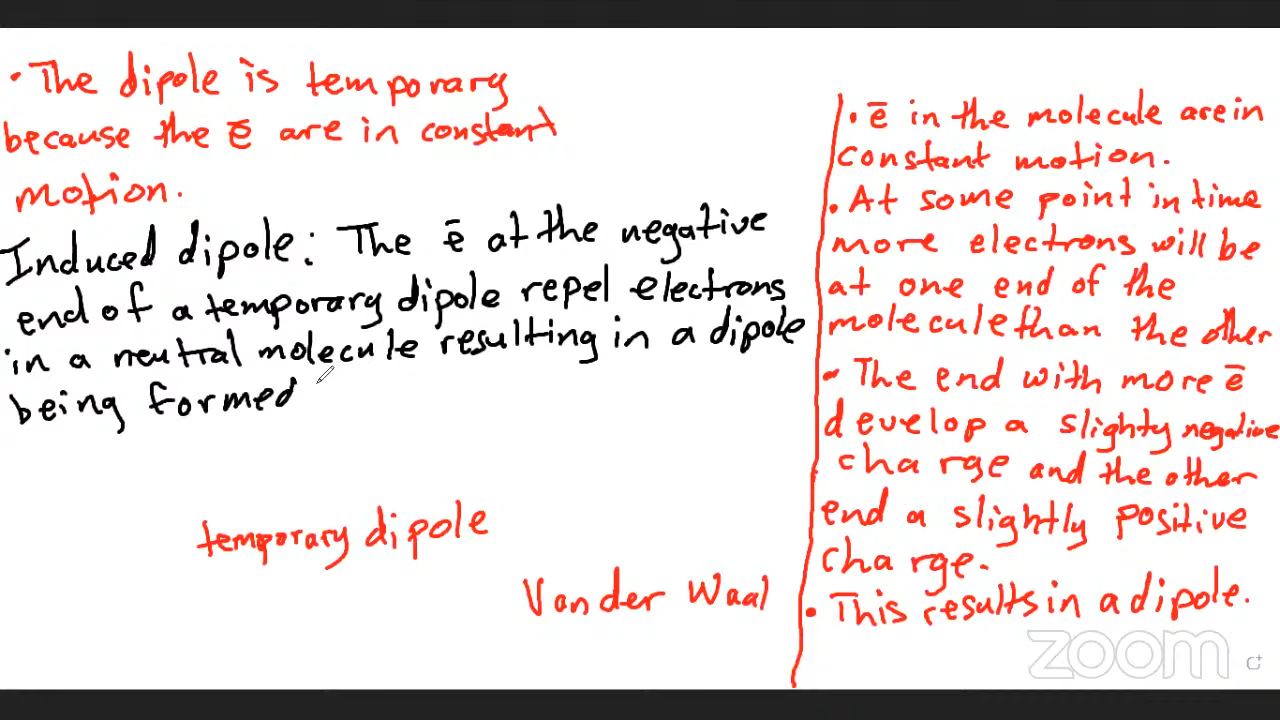 • The dipole is temporary
because the ē are in constant
motion.
Induced dipole: The ē at the negative
end of a temporary dipole repel electrons
in a neutral molecule resulting in a dipole
being formed
temporary dipole
Vander Waal
• ē in the molecule are in
constant motion.
• At some point in time
more electrons will be
at one end of the
molecule than the other
• The end with more ē
develop a slighty negative
charge and the other
end a slightly positive
charge.
• This results in a dipole.
zoom